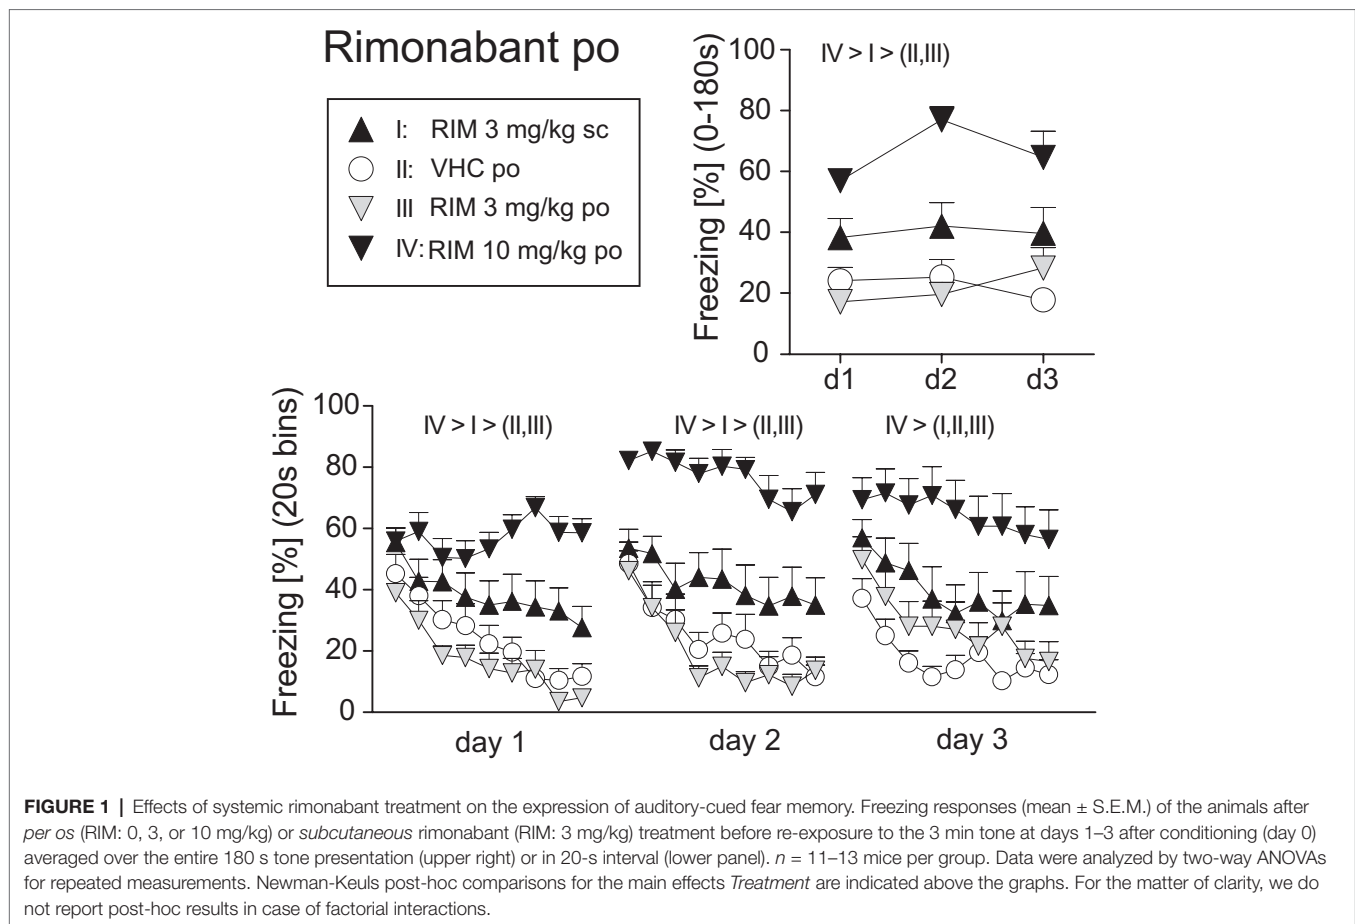 Rimonabant po
I: RIM 3 mg/kg sc
II: VHC po
III RIM 3 mg/kg po
IV: RIM 10 mg/kg po
Freezing [%] (0-180s)
100
80
60
40
20
0
IV > I > (II,III)
d1 d2 d3
Freezing [%] (20s bins)
100
80
60
40
20
0
IV > I > (II,III) IV > I > (II,III) IV > (I,II,III)
day 1 day 2 day 3
FIGURE 1 | Effects of systemic rimonabant treatment on the expression of auditory-cued fear memory. Freezing responses (mean ± S.E.M.) of the animals after
per os (RIM: 0, 3, or 10 mg/kg) or subcutaneous rimonabant (RIM: 3 mg/kg) treatment before re-exposure to the 3 min tone at days 1–3 after conditioning (day 0)
averaged over the entire 180 s tone presentation (upper right) or in 20-s interval (lower panel). n = 11–13 mice per group. Data were analyzed by two-way ANOVAs
for repeated measurements. Newman-Keuls post-hoc comparisons for the main effects Treatment are indicated above the graphs. For the matter of clarity, we do
not report post-hoc results in case of factorial interactions.